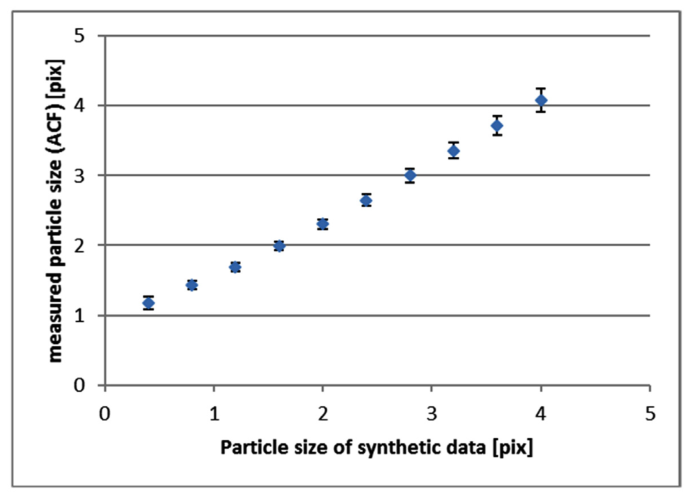 measured particle size (ACF) [pix]
5
4
3
2
1
0
0 1 2 3 4 5
Particle size of synthetic data [pix]